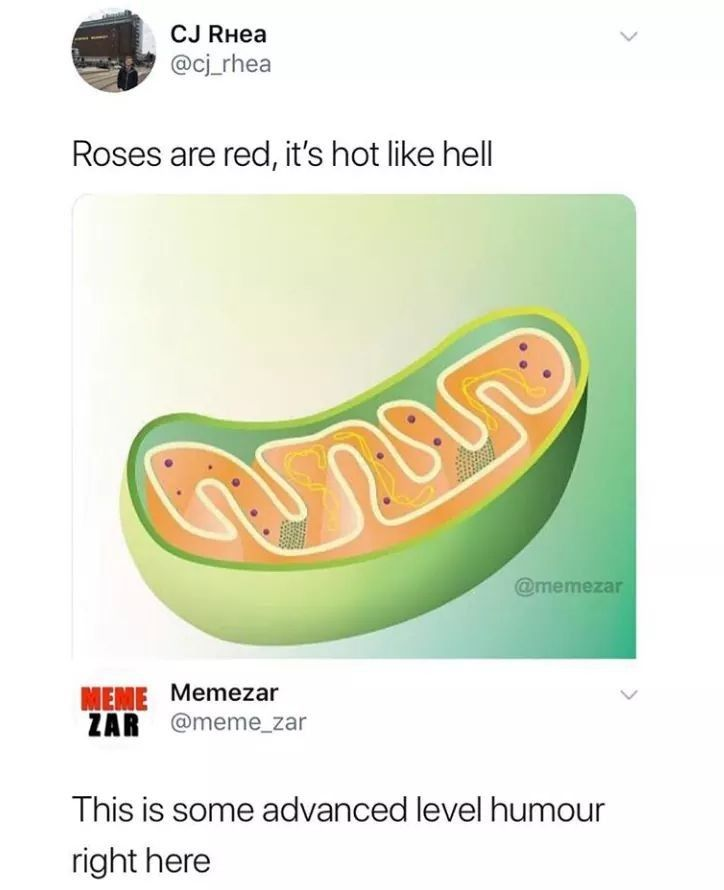 CJ Rhea
@cj_rhea
Roses are red, it's hot like hell
@memezar
MEME
ZAR
Memezar
@meme_zar
This is some advanced level humour
right here